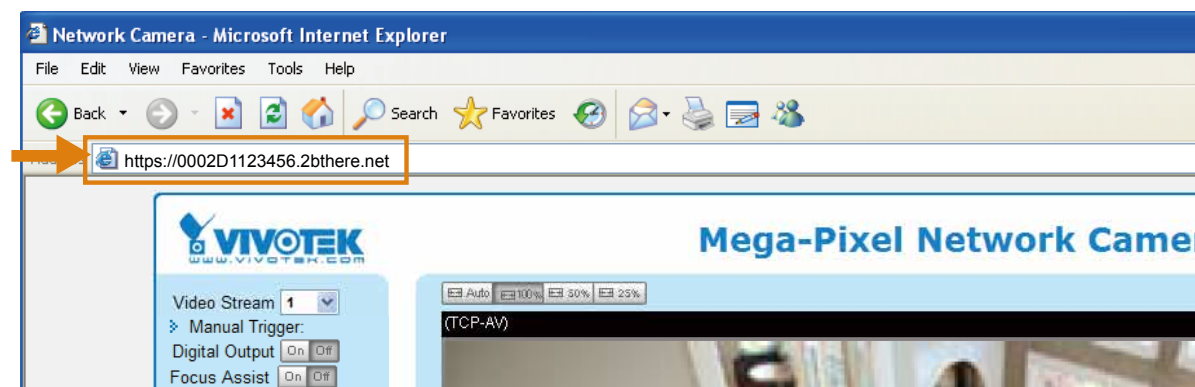 Network Camera - Microsoft Internet Explorer
File Edit View Favorites Tools Help
Back Search Favorites
https://0002D1123456.2bthere.net
VIVOTEK
www.vivotek.com
Mega-Pixel Network
Video Stream 1
Manual Trigger:
Digital Output On Off
Focus Assist On Off
Auto 100% 50% 25%
(TCP-AV)